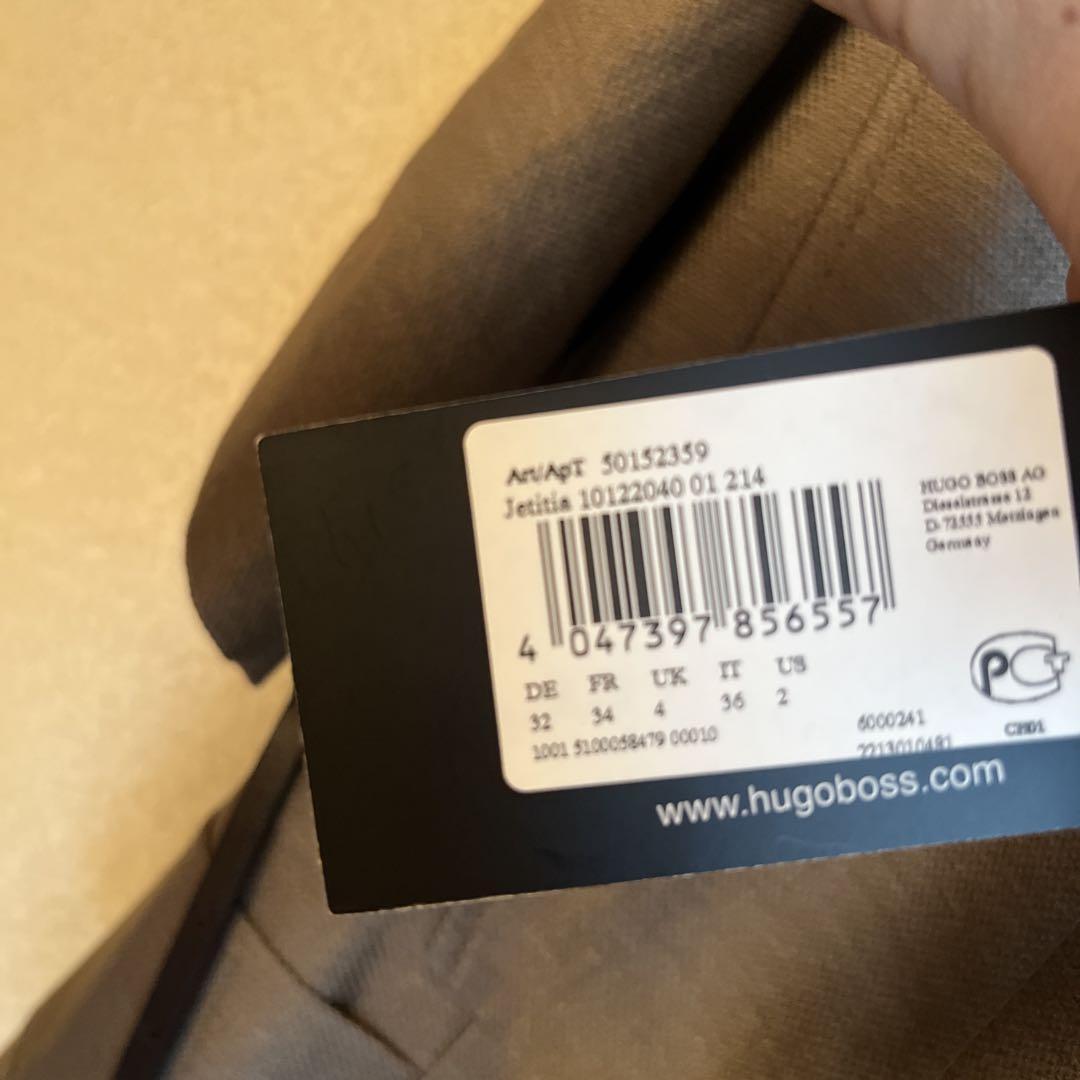 Art/АрТ 50152359
Jetitia 10122040 01 214
HUGO BOSS AG
Dieselstrasse 12
D-72555 Metzingen
Germany
4 047397 856557
DE FR UK IT US
32 34 4 36 2
1001 5100058479 00010
6000241
2213010481
CH01
www.hugoboss.com